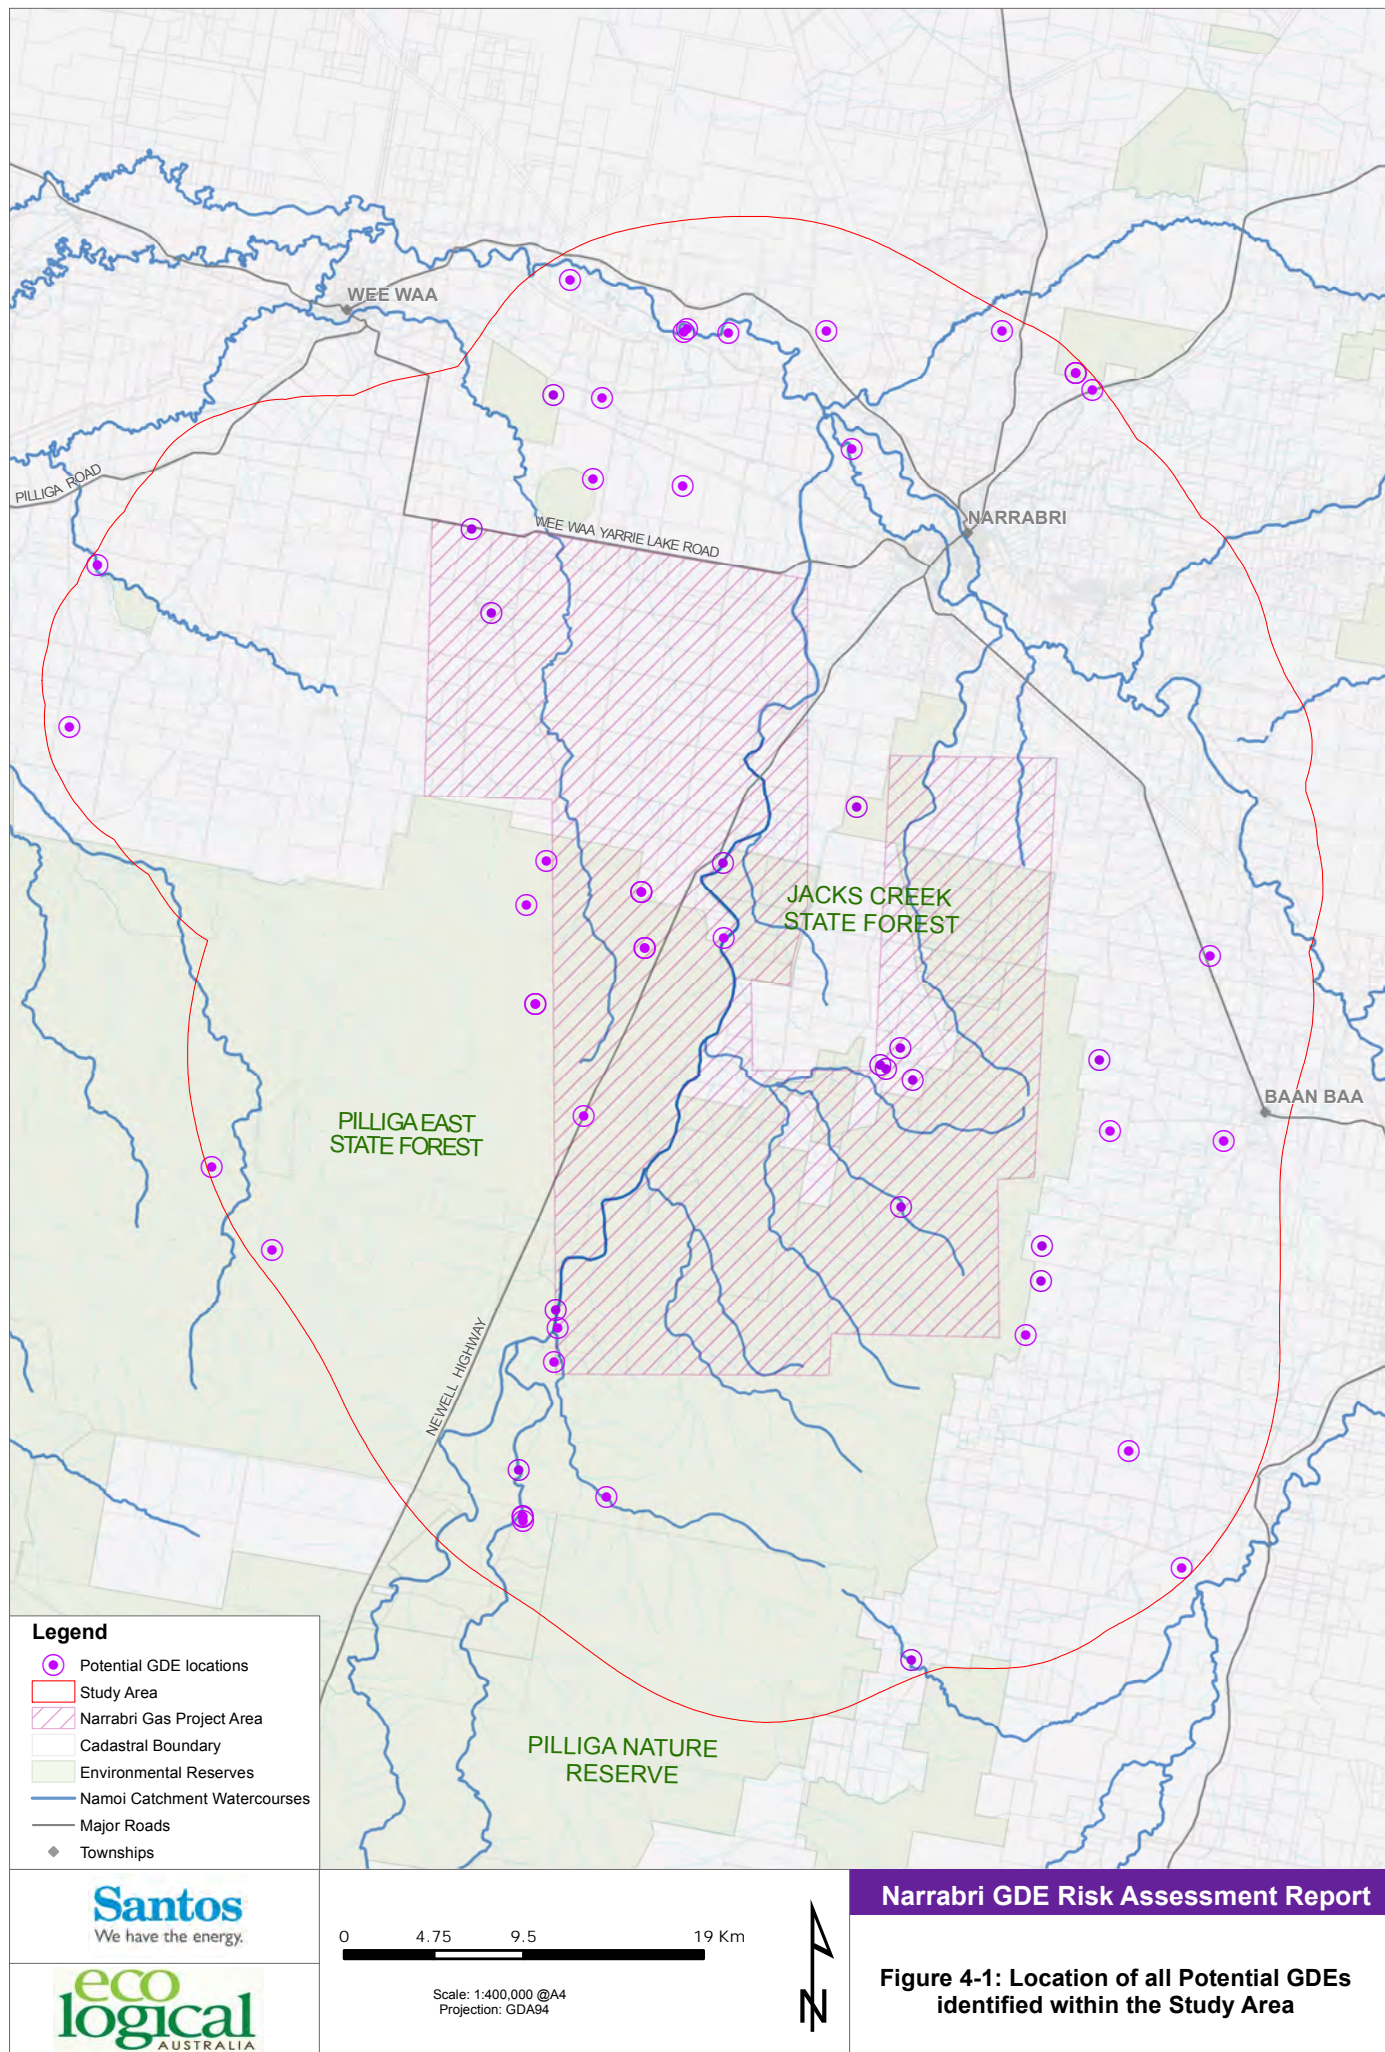 WEE WAA
PILLIGA ROAD
WEE WAA YARRIE LAKE ROAD
NARRABRI
JACKS CREEK
STATE FOREST
BAAN BAA
PILLIGA EAST
STATE FOREST
NEWELL HIGHWAY
PILLIGA NATURE
RESERVE
Legend
Potential GDE locations
Study Area
Narrabri Gas Project Area
Cadastral Boundary
Environmental Reserves
Namoi Catchment Watercourses
Major Roads
Townships
Santos
We have the energy.
eco
logical
AUSTRALIA
0 4.75 9.5 19 Km
Scale: 1:400,000 @A4
Projection: GDA94
N
Narrabri GDE Risk Assessment Report
Figure 4-1: Location of all Potential GDEs
identified within the Study Area